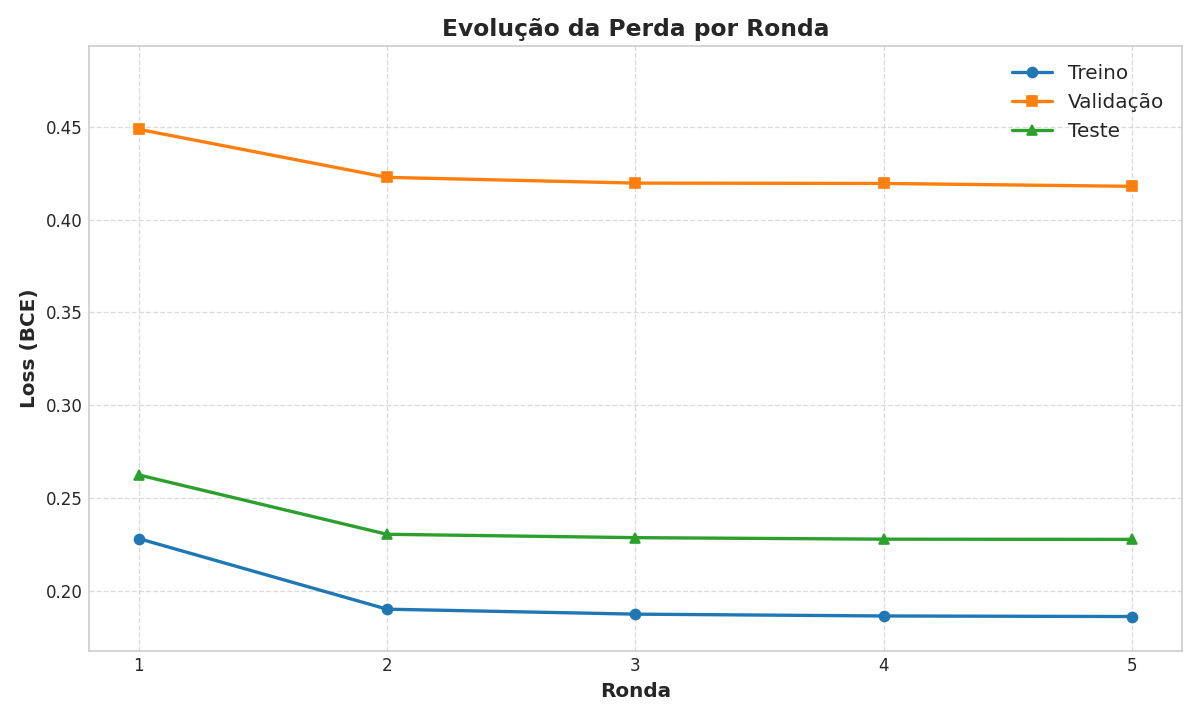 Evolução da Perda por Ronda
Treino
Validação
Teste
Loss (BCE)
0.45
0.40
0.35
0.30
0.25
0.20
1 2 3 4 5
Ronda